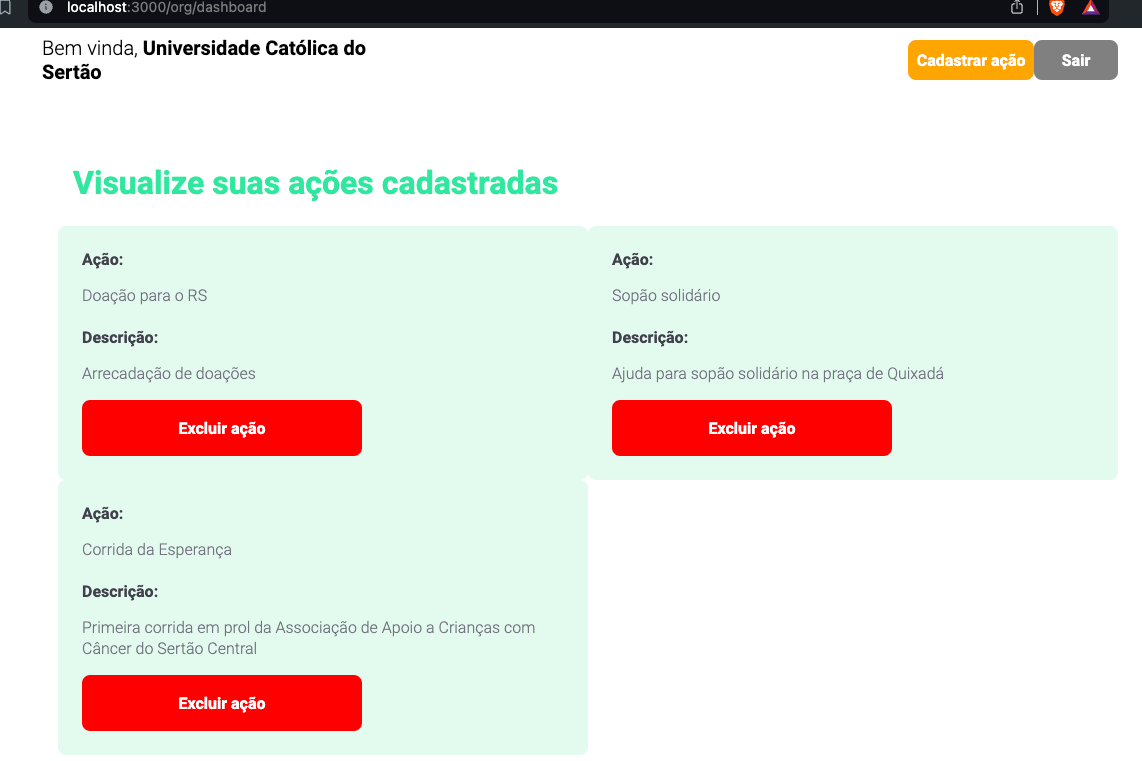 localhost:3000/org/dashboard
Bem vinda, Universidade Católica do
Sertão
Cadastrar ação
Sair
Visualize suas ações cadastradas
Ação:
Doação para o RS
Descrição:
Arrecadação de doações
Excluir ação
Ação:
Sopão solidário
Descrição:
Ajuda para sopão solidário na praça de Quixadá
Excluir ação
Ação:
Corrida da Esperança
Descrição:
Primeira corrida em prol da Associação de Apoio a Crianças com
Câncer do Sertão Central
Excluir ação